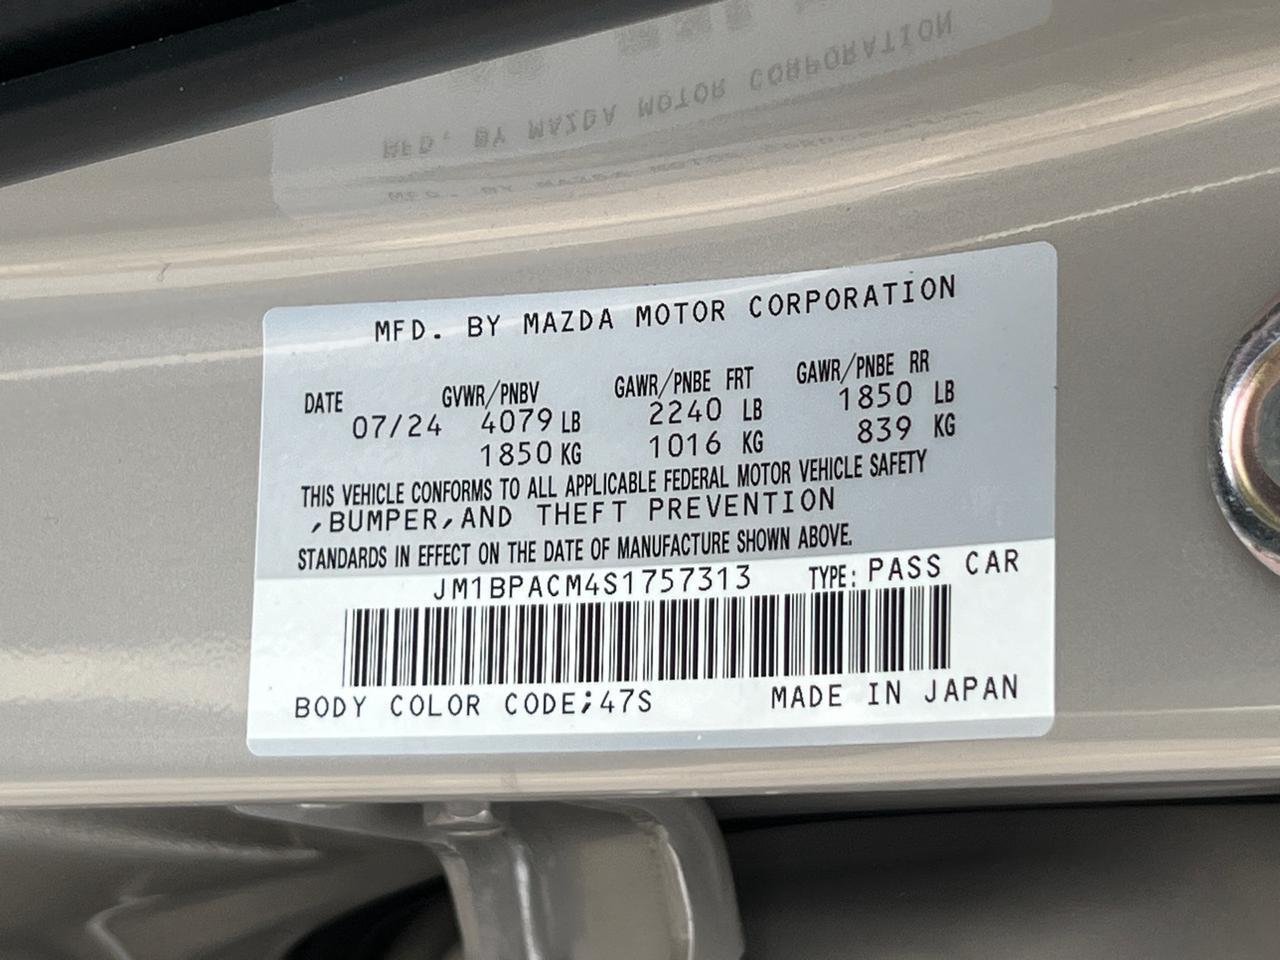 MFD. BY MAZDA MOTOR CORPORATION
DATE GVWR/PNBV GAWR/PNBE FRT GAWR/PNBE RR
07/24 4079 LB 2240 LB 1850 LB
1850 KG 1016 KG 839 KG
THIS VEHICLE CONFORMS TO ALL APPLICABLE FEDERAL MOTOR VEHICLE SAFETY
,BUMPER,AND THEFT PREVENTION
STANDARDS IN EFFECT ON THE DATE OF MANUFACTURE SHOWN ABOVE.
JM1BPACM4S1757313 TYPE: PASS CAR
BODY COLOR CODE;47S MADE IN JAPAN